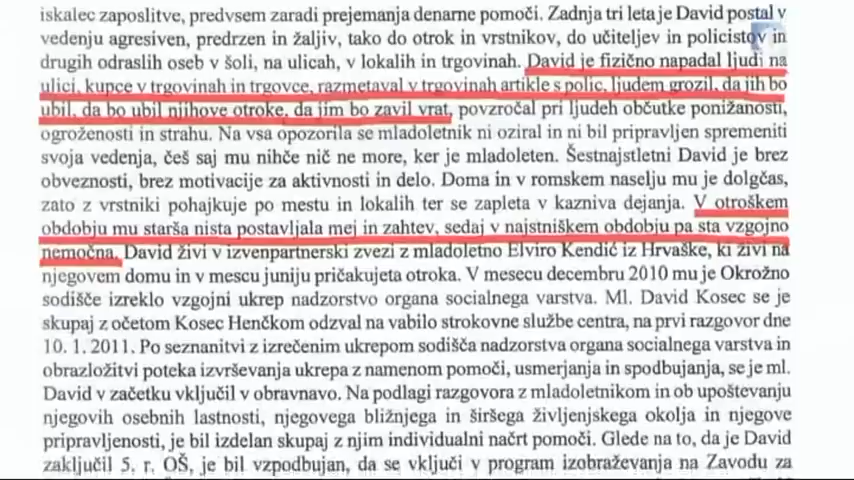 iskalec zaposlitve, predvsem zaradi prejemanja denarne pomoči. Zadnja tri leta je David postal v
vedenju agresiven, predrzen in žaljiv, tako do otrok in vrstnikov, do učiteljev in policistov in
drugih odraslih oseb v šoli, na ulicah, v lokalih in trgovinah. David je fizično napadal ljudi na
ulici, kupce v trgovinah in trgovce, razmetaval v trgovinah artikle s polic, ljudem grozil, da jih bo
ubil, da bo ubil njihove otroke, da jim bo zavil vrat, povzročal pri ljudeh občutke ponižanosti,
ogroženosti in strahu. Na vsa opozorila se mladoletnik ni oziral in ni bil pripravljen spremeniti
svoja vedenja, češ saj mu nihče nič ne more, ker je mladoleten. Šestnajstletni David je brez
obveznosti, brez motivacije za aktivnosti in delo. Doma in v romskem naselju mu je dolgčas,
zato z vrstniki pohajkuje po mestu in lokalih ter se zapleta v kazniva dejanja. V otroškem
obdobju mu starša nista postavljala mej in zahtev, sedaj v najstniškem obdobju pa sta vzgojno
nemočna. David živi v izvenpartnerski zvezi z mladoletno Elviro Kendić iz Hrvaške, ki živi na
njegovem domu in v mescu juniju pričakujeta otroka. V mesecu decembru 2010 mu je Okrožno
sodišče izreklo vzgojni ukrep nadzorstvo organa socialnega varstva. Ml. David Kosec se je
skupaj z očetom Kosec Henčkom odzval na vabilo strokovne službe centra, na prvi razgovor dne
10. 1. 2011. Po seznanitvi z izrečenim ukrepom sodišča nadzorstva organa socialnega varstva in
obrazložitvi poteka izvrševanja ukrepa z namenom pomoči, usmerjanja in spodbujanja, se je ml.
David v začetku vključil v obravnavo. Na podlagi razgovora z mladoletnikom in ob upoštevanju
njegovih osebnih lastnosti, njegovega bližnjega in širšega življenjskega okolja in njegove
pripravljenosti, je bil izdelan skupaj z njim individualni načrt pomoči. Glede na to, da je David
zaključil 5. r. OŠ, je bil vzpodbujan, da se vključi v program izobraževanja na Zavodu za